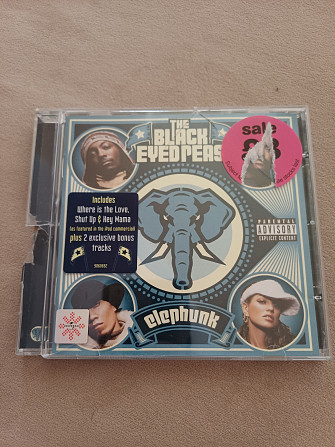 THE
BLACK
EYED PEAS
sale
Includes
Where is the Love,
Shut Up & Hey Mama
(as featured in the iPod commercial)
plus 2 exclusive bonus
tracks
PARENTAL
ADVISORY
EXPLICIT CONTENT
elephunk